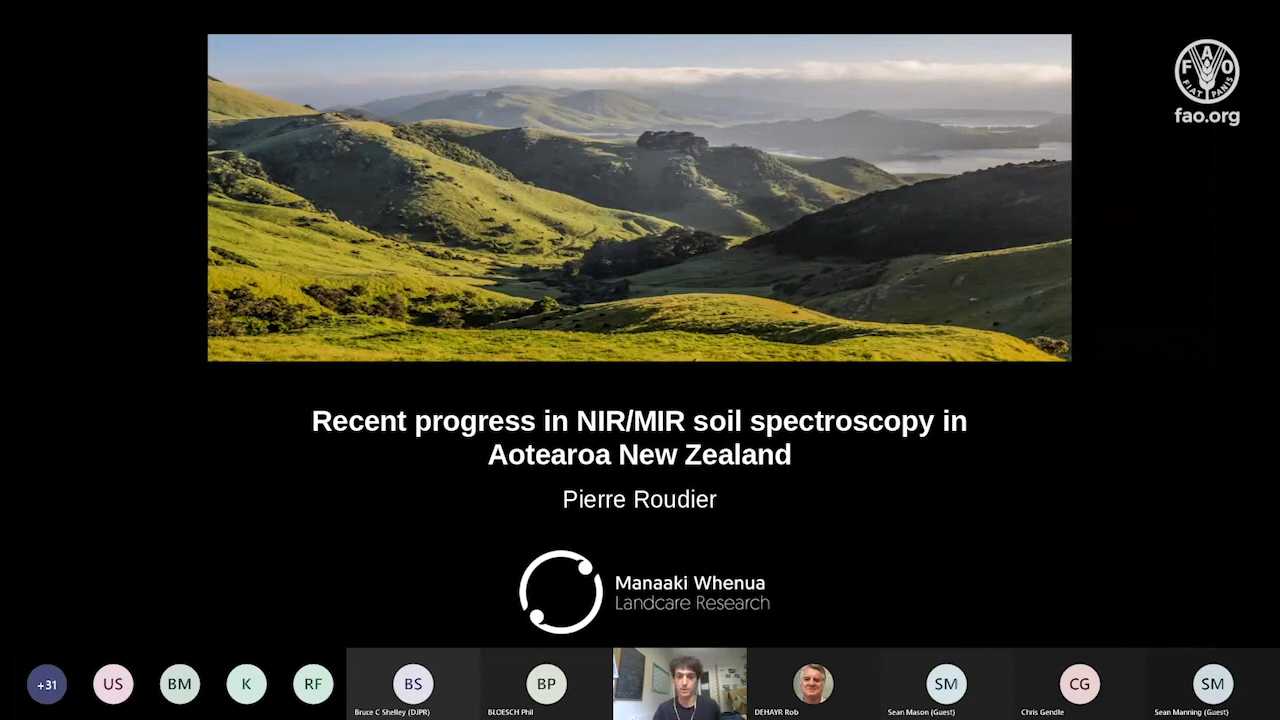 FAO
FIAT PANIS
fao.org
Recent progress in NIR/MIR soil spectroscopy in
Aotearoa New Zealand
Pierre Roudier
Manaaki Whenua
Landcare Research
+31
US
BM
K
RF
BS
BP
SM
CG
SM
Bruce C Shelley (DJPR)
BLOESCH Phil
DEHAYR Rob
Sean Mason (Guest)
Chris Gendle
Sean Manning (Guest)